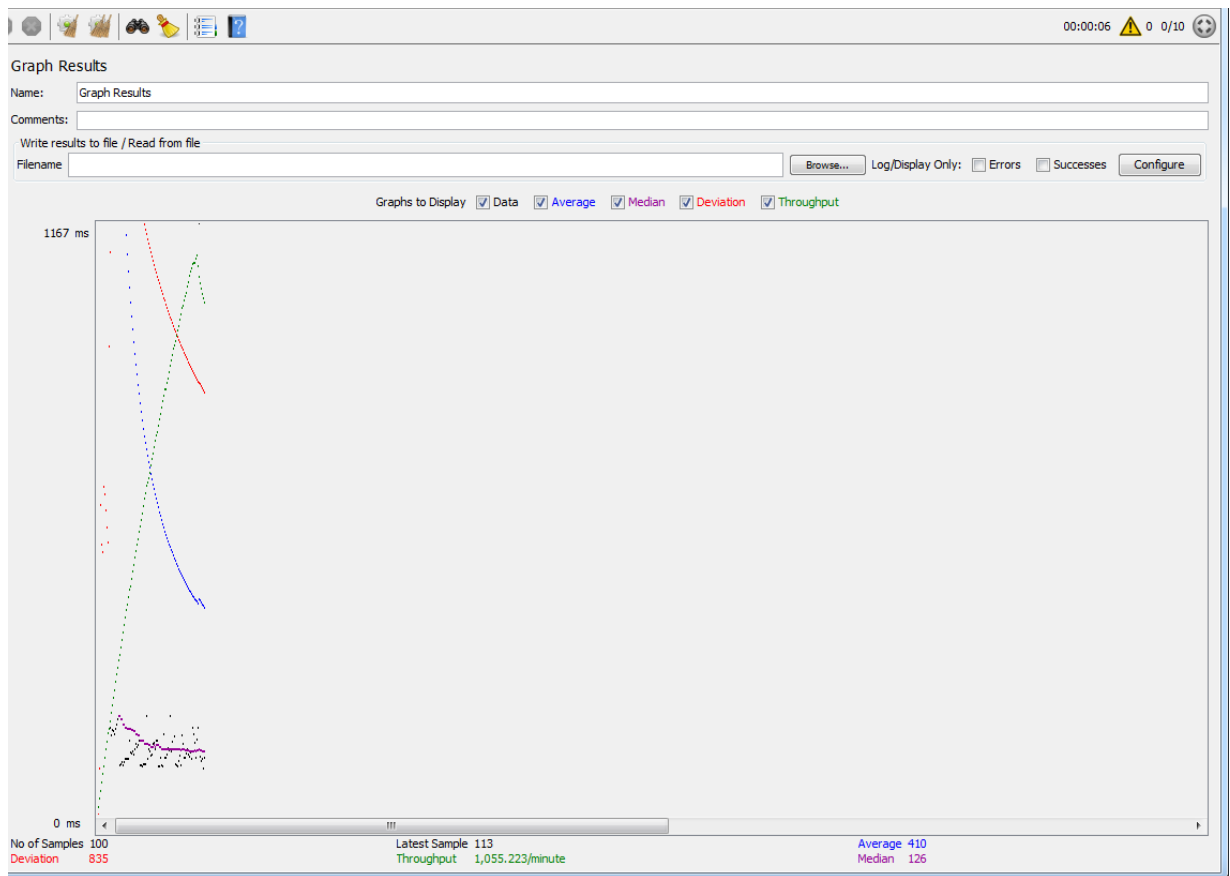 00:00:06 0 0/10
Graph Results
Name: Graph Results
Comments:
Write results to file / Read from file
Filename Browse... Log/Display Only: Errors Successes Configure
Graphs to Display Data Average Median Deviation Throughput
1167 ms
0 ms
No of Samples 100 Latest Sample 113 Average 410
Deviation 835 Throughput 1,055.223/minute Median 126